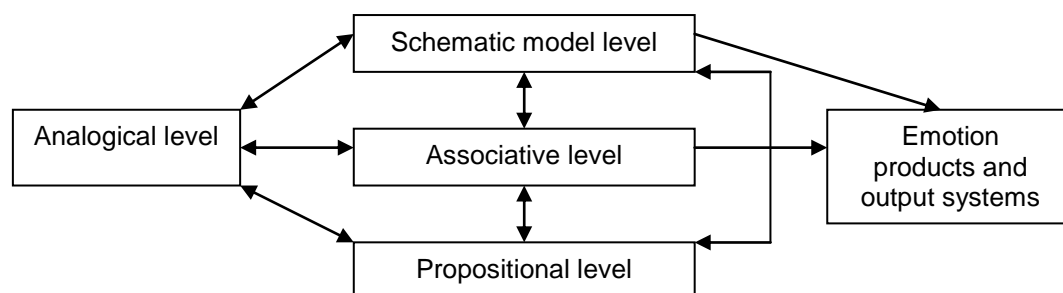 Schematic model level
Analogical level
Associative level
Emotion
products and
output systems
Propositional level